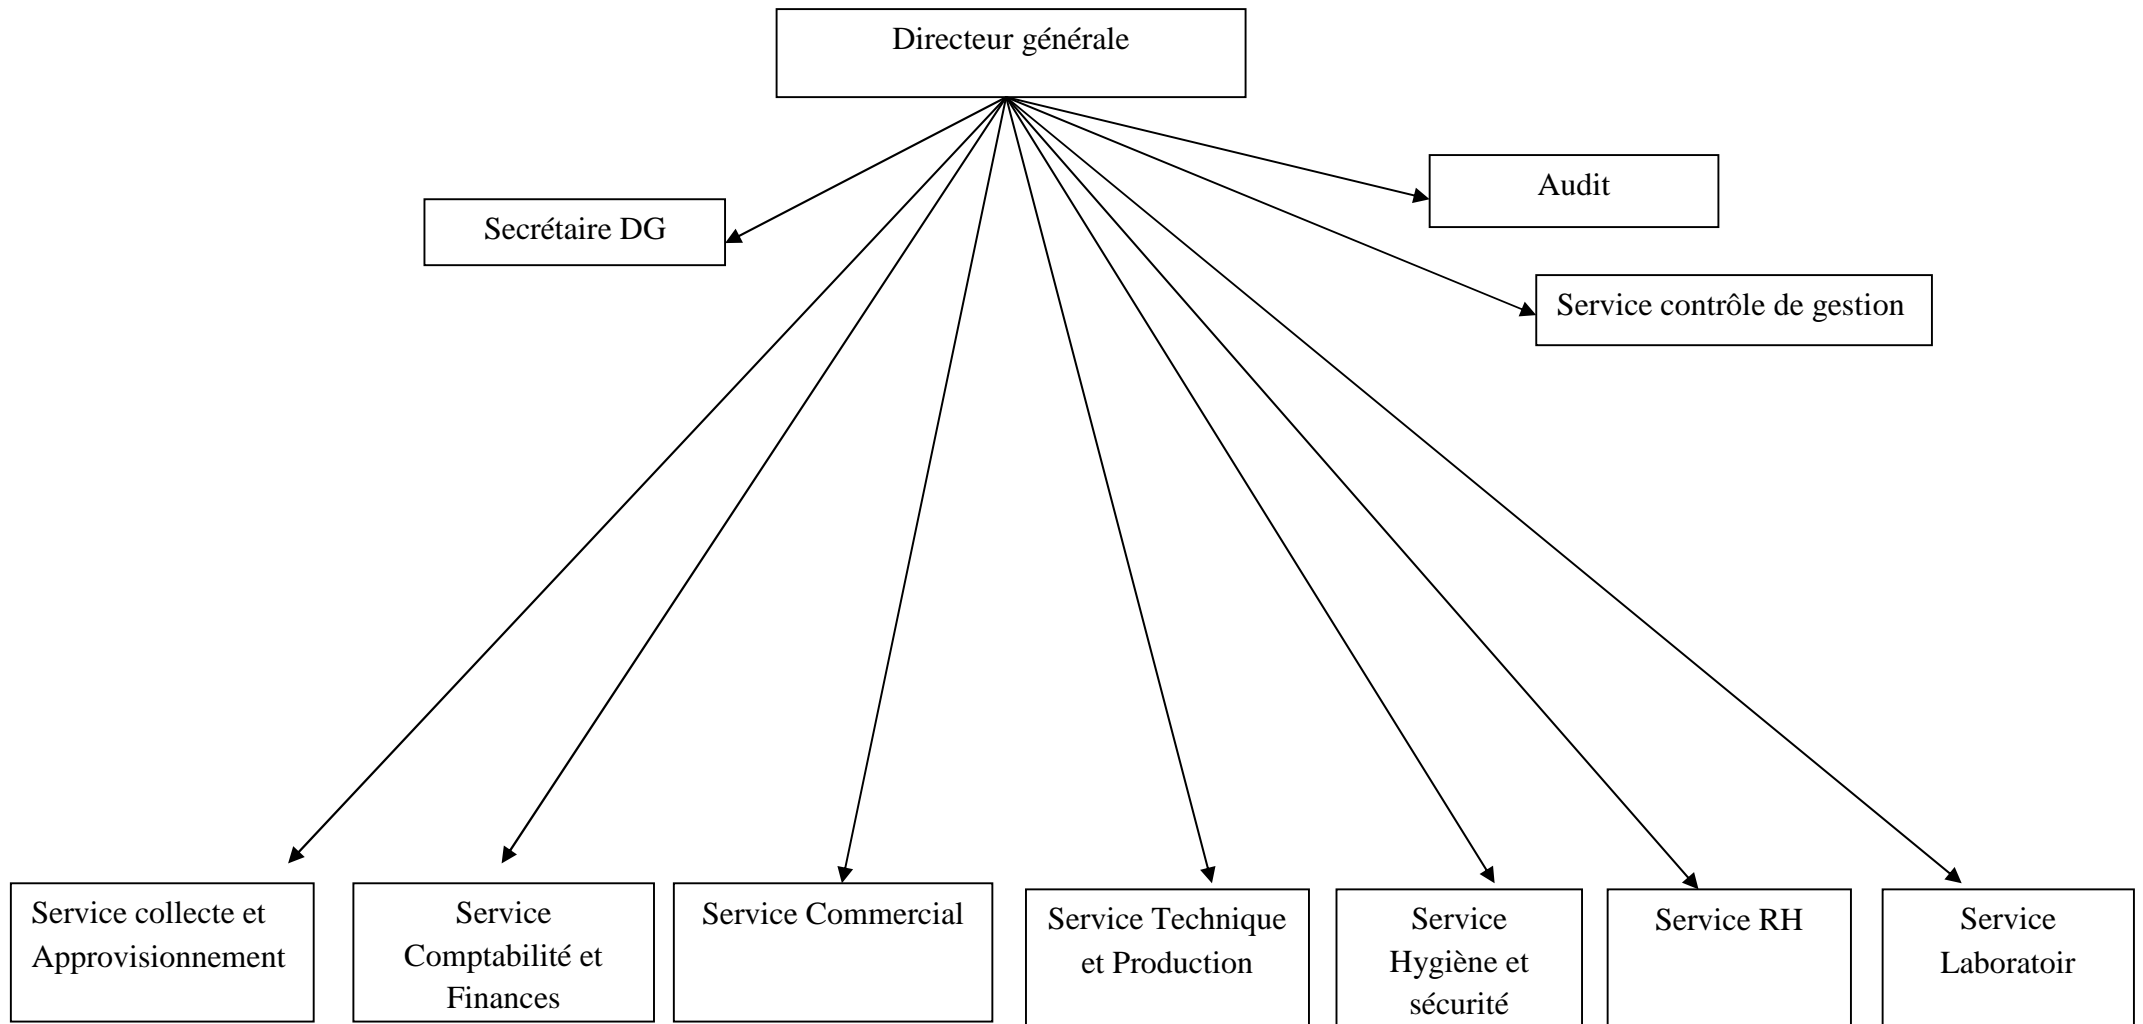 Directeur générale
Audit
Secrétaire DG
Service contrôle de gestion
Service collecte et
Approvisionnement
Service
Comptabilité et
Finances
Service Commercial
Service Technique
et Production
Service
Hygiène et
sécurité
Service RH
Service
Laboratoir